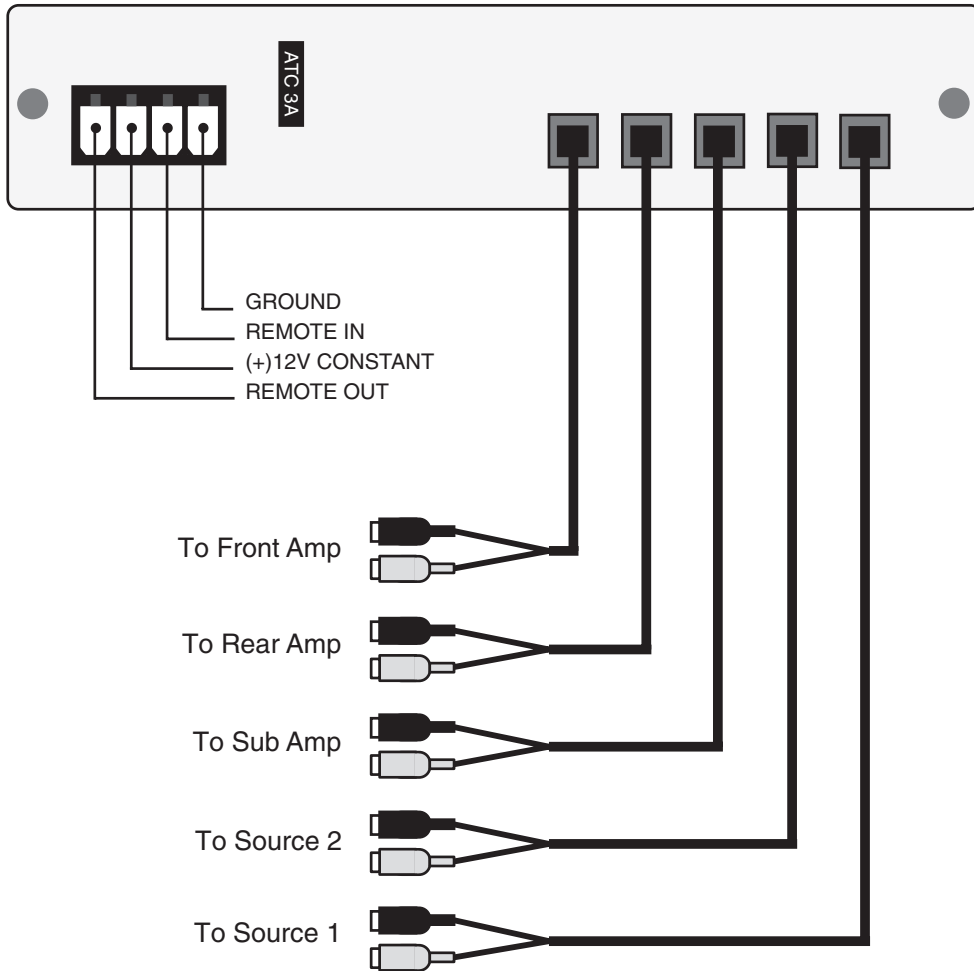 ATC 3A
GROUND
REMOTE IN
(+)12V CONSTANT
REMOTE OUT
To Front Amp
To Rear Amp
To Sub Amp
To Source 2
To Source 1